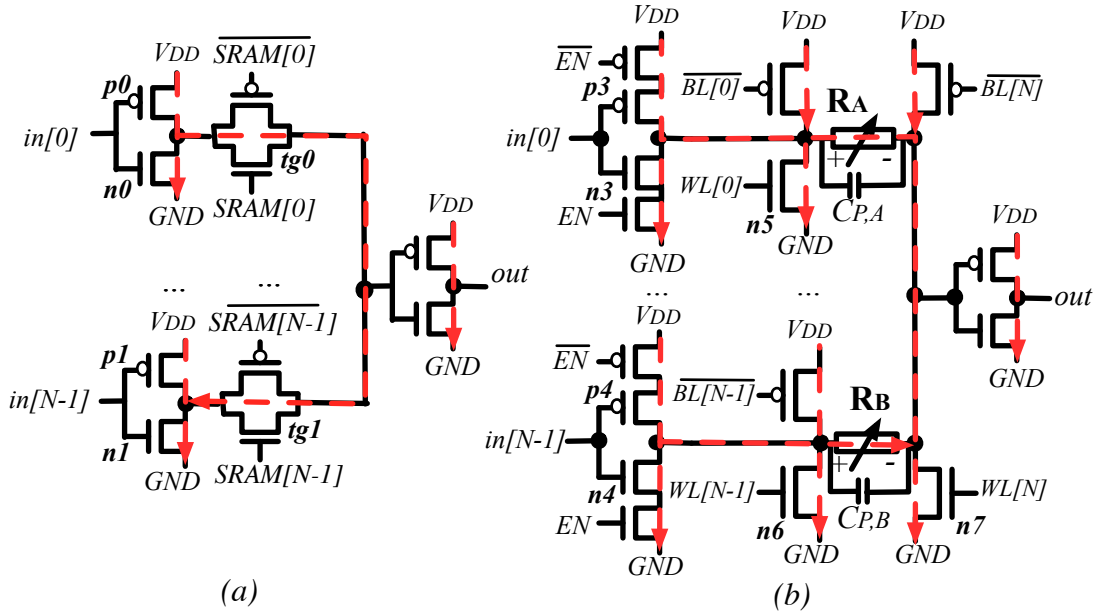 VDD
SRAM[0]
p0
in[0]
n0
tg0
GND
SRAM[0]
VDD
out
GND
...
...
VDD
SRAM[N-1]
p1
in[N-1]
n1
tg1
GND
SRAM[N-1]
(a)
VDD
VDD
VDD
EN
p3
BL[0]
RA
BL[N]
in[0]
+
-
n3
WL[0]
CP,A
EN
n5
GND
GND
VDD
out
GND
...
...
VDD
VDD
EN
p4
BL[N-1]
RB
in[N-1]
+
-
n4
WL[N-1]
CP,B
WL[N]
EN
n6
n7
GND
GND
GND
(b)